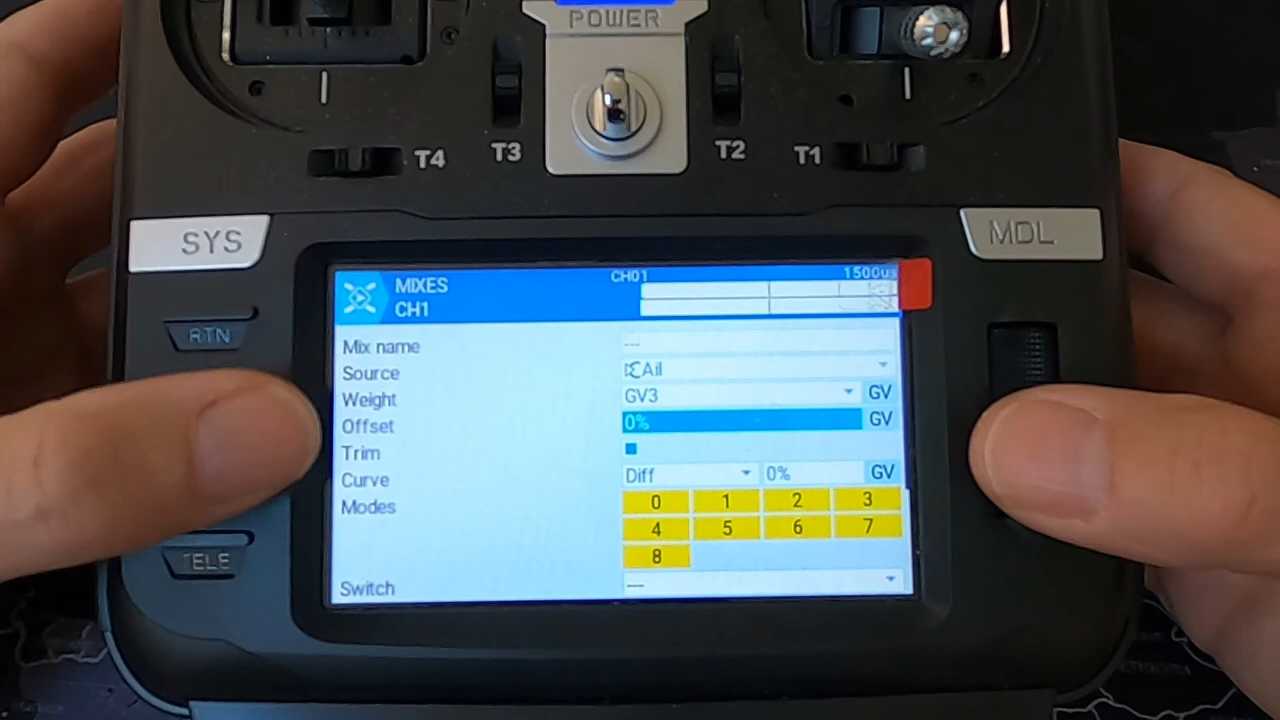 POWER
T4
T3
T2
T1
SYS
MDL
MIXES
CH1
CH01
1500us
RTN
TELE
Mix name
---
Source
Ail
Weight
GV3
GV
Offset
0%
GV
Trim
Curve
Diff
0%
GV
Modes
0 1 2 3
4 5 6 7
8
Switch
---